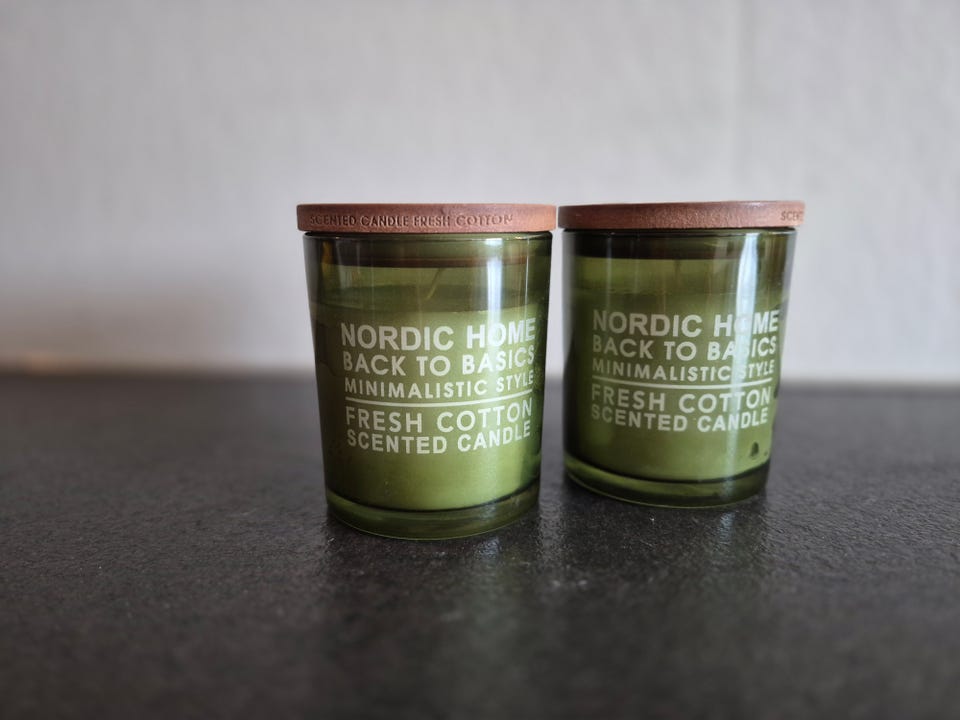 SCENTED CANDLE FRESH COTTON
NORDIC HOME
BACK TO BASICS
MINIMALISTIC STYLE
FRESH COTTON
SCENTED CANDLE
NORDIC HOME
BACK TO BASICS
MINIMALISTIC STYLE
FRESH COTTON
SCENTED CANDLE